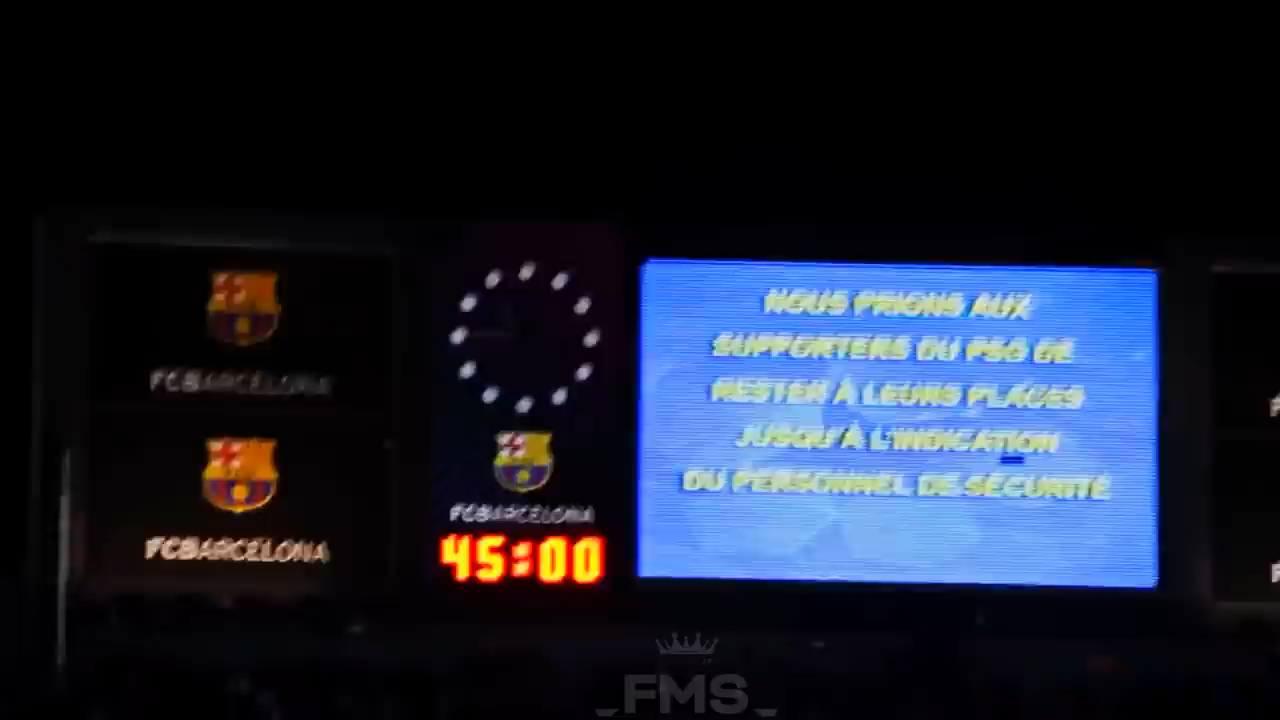 FCBARCELONA
FCBARCELONA
FCBARCELONA
45:00
NOUS PRIONS AUX
SUPPORTERS DU PSG DE
RESTER À LEURS PLACES
JUSQU'À L'INDICATION
DU PERSONNEL DE SÉCURITÉ
FMS